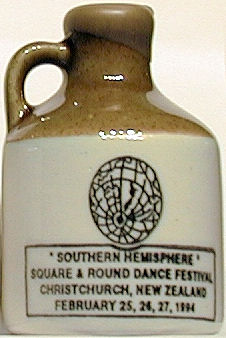 " SOUTHERN HEMISPHERE "
SQUARE & ROUND DANCE FESTIVAL
CHRISTCHURCH, NEW ZEALAND
FEBRUARY 25, 26, 27, 1994